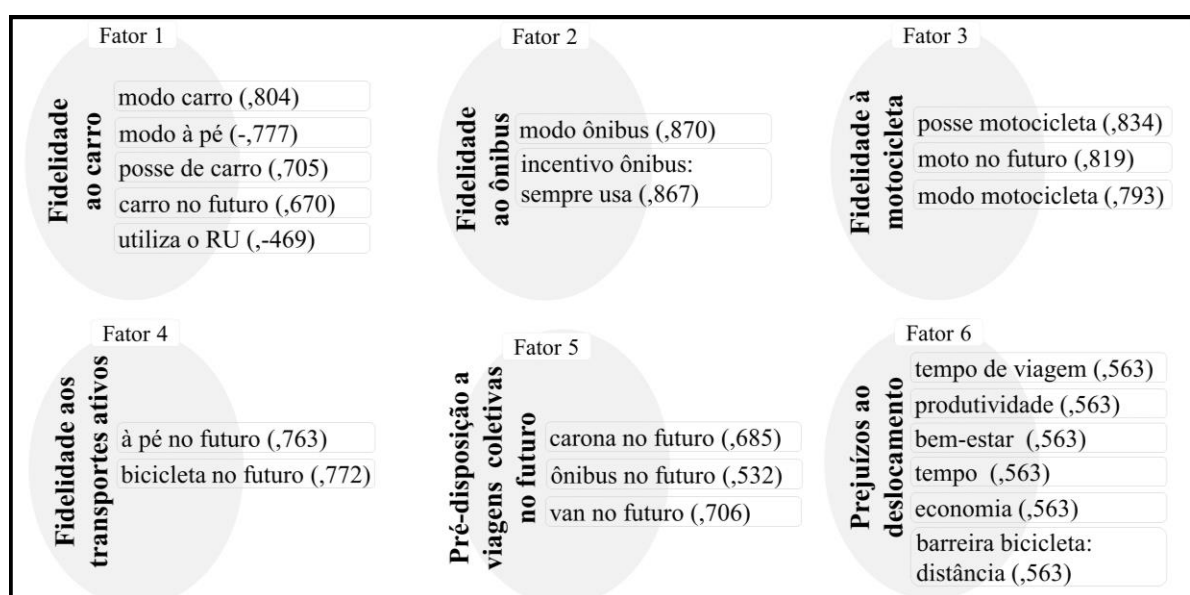 Fator 1
Fidelidade
ao carro
modo carro (,804)
modo à pé (-,777)
posse de carro (,705)
carro no futuro (,670)
utiliza o RU (,-469)
Fator 2
Fidelidade
ao ônibus
modo ônibus (,870)
incentivo ônibus:
sempre usa (,867)
Fator 3
Fidelidade à
motocicleta
posse motocicleta (,834)
moto no futuro (,819)
modo motocicleta (,793)
Fator 4
Fidelidade aos
transportes ativos
à pé no futuro (,763)
bicicleta no futuro (,772)
Fator 5
Pré-disposição a
viagens coletivas
no futuro
carona no futuro (,685)
ônibus no futuro (,532)
van no futuro (,706)
Fator 6
Prejuízos ao
deslocamento
tempo de viagem (,563)
produtividade (,563)
bem-estar (,563)
tempo (,563)
economia (,563)
barreira bicicleta:
distância (,563)